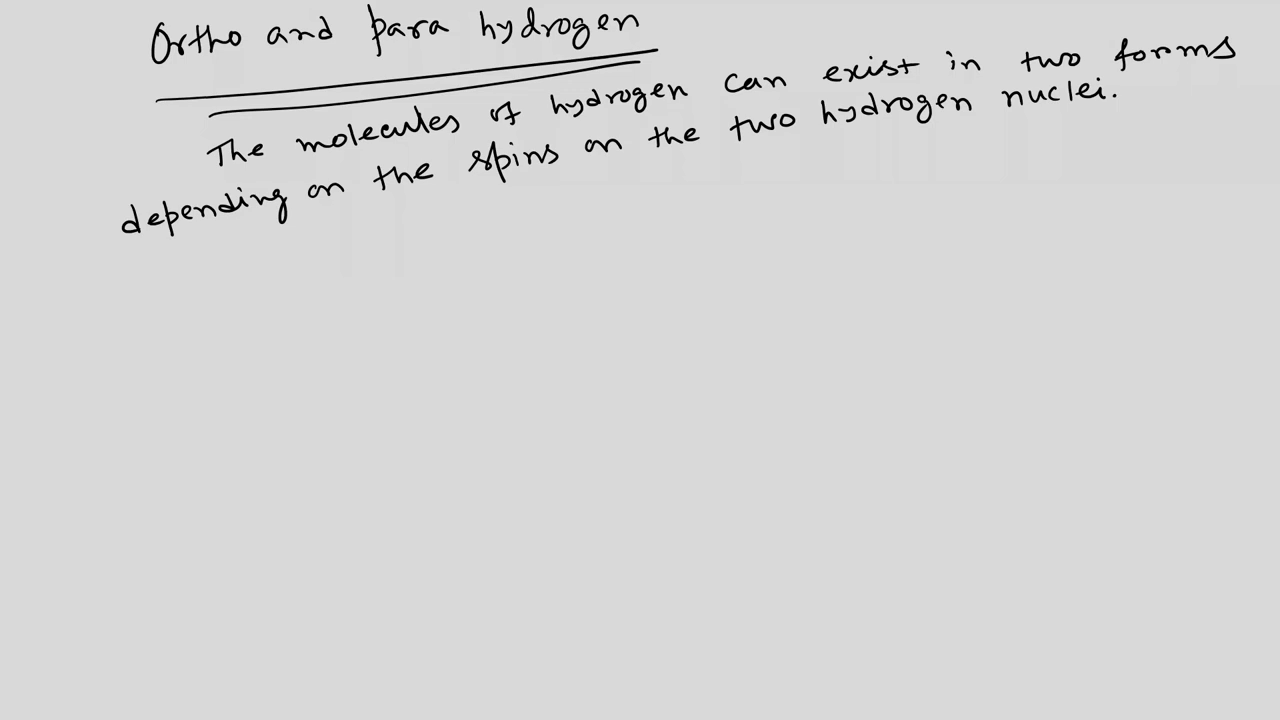 Ortho and para hydrogen
The molecules of hydrogen can exist in two forms
depending on the spins on the two hydrogen nuclei.